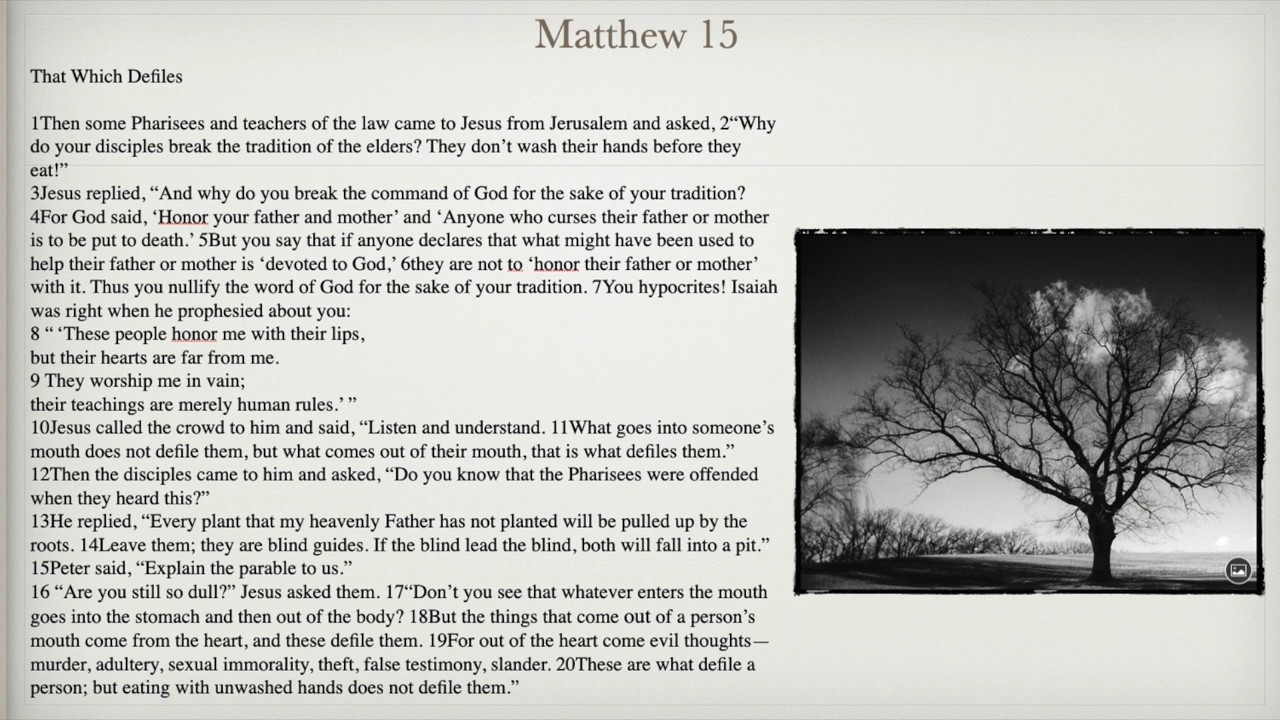 Matthew 15
That Which Defiles
1Then some Pharisees and teachers of the law came to Jesus from Jerusalem and asked, 2“Why
do your disciples break the tradition of the elders? They don’t wash their hands before they
eat!”
3Jesus replied, “And why do you break the command of God for the sake of your tradition?
4For God said, ‘Honor your father and mother’ and ‘Anyone who curses their father or mother
is to be put to death.’ 5But you say that if anyone declares that what might have been used to
help their father or mother is ‘devoted to God,’ 6they are not to ‘honor their father or mother’
with it. Thus you nullify the word of God for the sake of your tradition. 7You hypocrites! Isaiah
was right when he prophesied about you:
8 “ ‘These people honor me with their lips,
but their hearts are far from me.
9 They worship me in vain;
their teachings are merely human rules.’ ”
10Jesus called the crowd to him and said, “Listen and understand. 11What goes into someone’s
mouth does not defile them, but what comes out of their mouth, that is what defiles them.”
12Then the disciples came to him and asked, “Do you know that the Pharisees were offended
when they heard this?”
13He replied, “Every plant that my heavenly Father has not planted will be pulled up by the
roots. 14Leave them; they are blind guides. If the blind lead the blind, both will fall into a pit.”
15Peter said, “Explain the parable to us.”
16 “Are you still so dull?” Jesus asked them. 17“Don’t you see that whatever enters the mouth
goes into the stomach and then out of the body? 18But the things that come out of a person’s
mouth come from the heart, and these defile them. 19For out of the heart come evil thoughts—
murder, adultery, sexual immorality, theft, false testimony, slander. 20These are what defile a
person; but eating with unwashed hands does not defile them.”